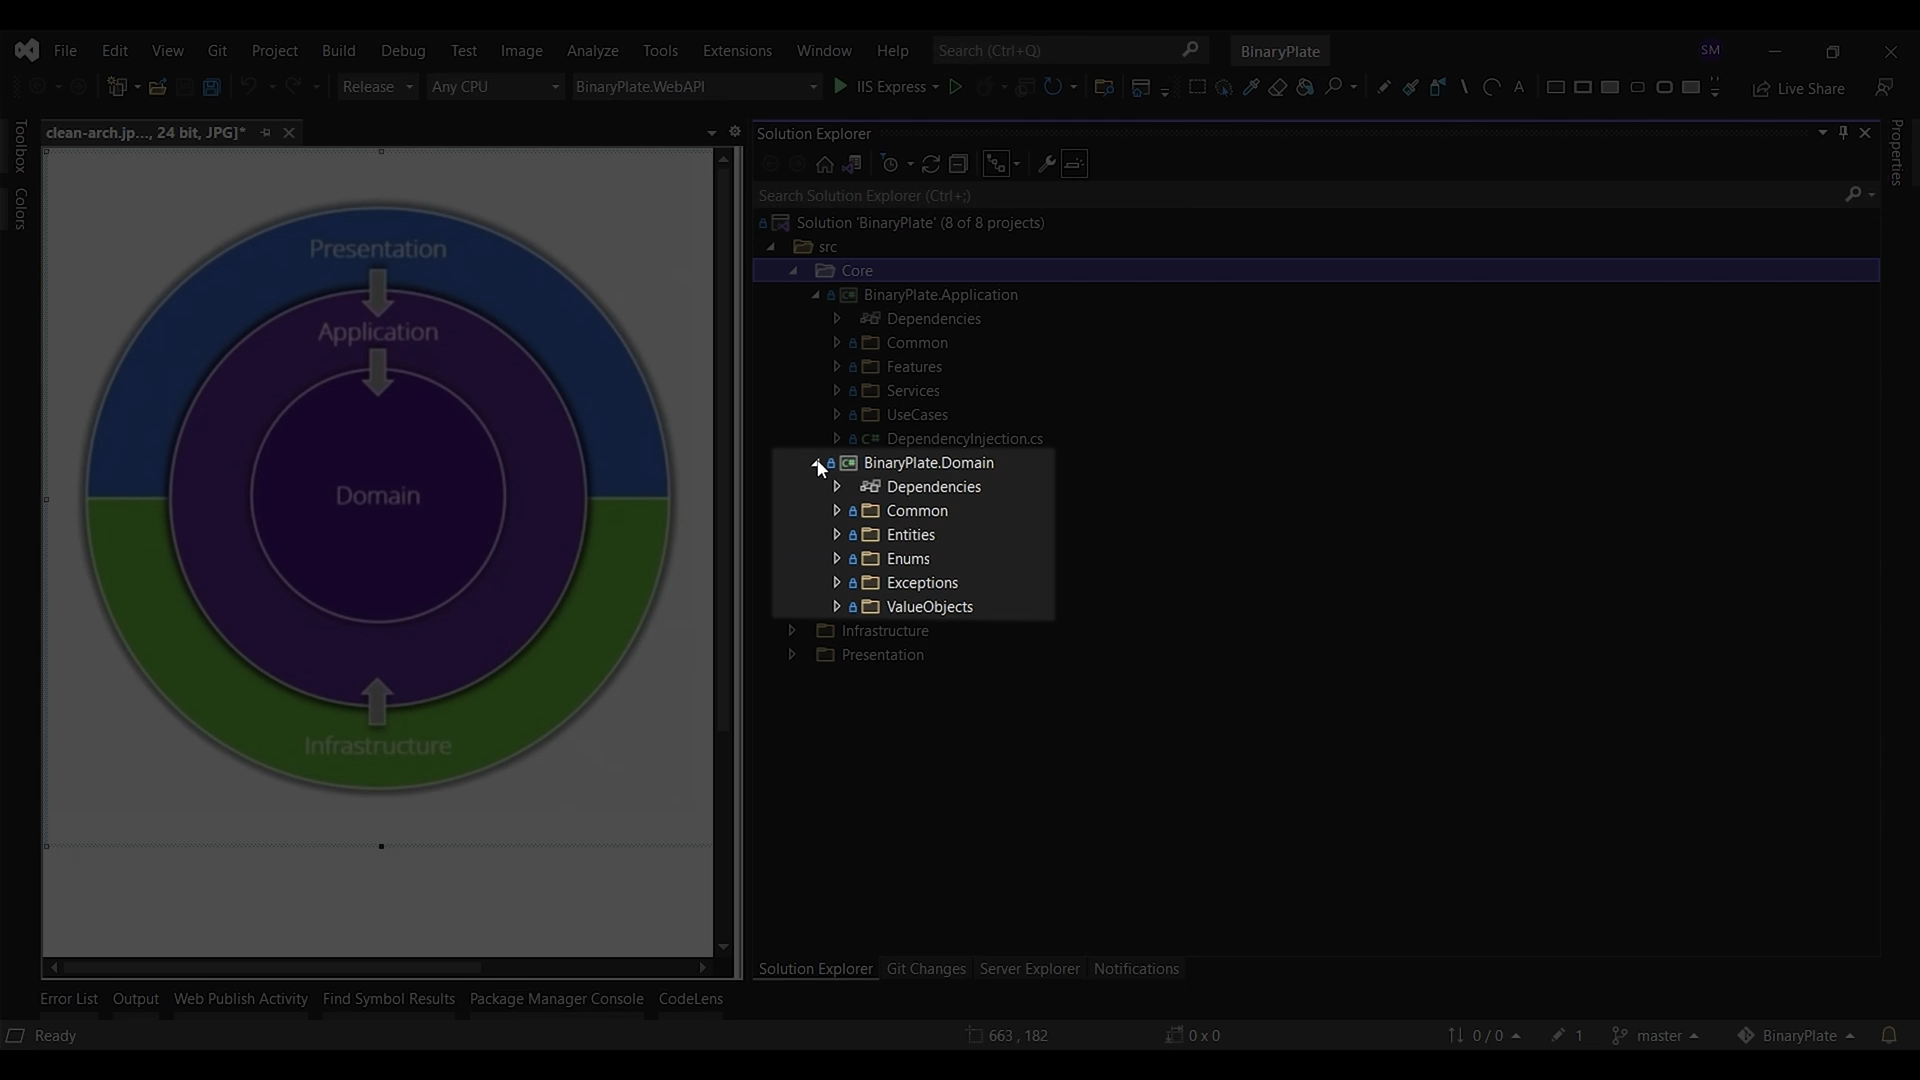 File Edit View Git Project Build Debug Test Image Analyze Tools Extensions Window Help Search (Ctrl+Q) BinaryPlate SM
Release Any CPU BinaryPlate.WebAPI IIS Express A Live Share
Toolbox
Colors
clean-arch.jp..., 24 bit, JPG]*
Presentation
Application
Domain
Infrastructure
Solution Explorer
Search Solution Explorer (Ctrl+;)
Solution 'BinaryPlate' (8 of 8 projects)
src
Core
C# BinaryPlate.Application
Dependencies
Common
Features
Services
UseCases
C# DependencyInjection.cs
C# BinaryPlate.Domain
Dependencies
Common
Entities
Enums
Exceptions
ValueObjects
Infrastructure
Presentation
Properties
Solution Explorer Git Changes Server Explorer Notifications
Error List Output Web Publish Activity Find Symbol Results Package Manager Console CodeLens
Ready 663 , 182 0 x 0 0 / 0 1 master BinaryPlate